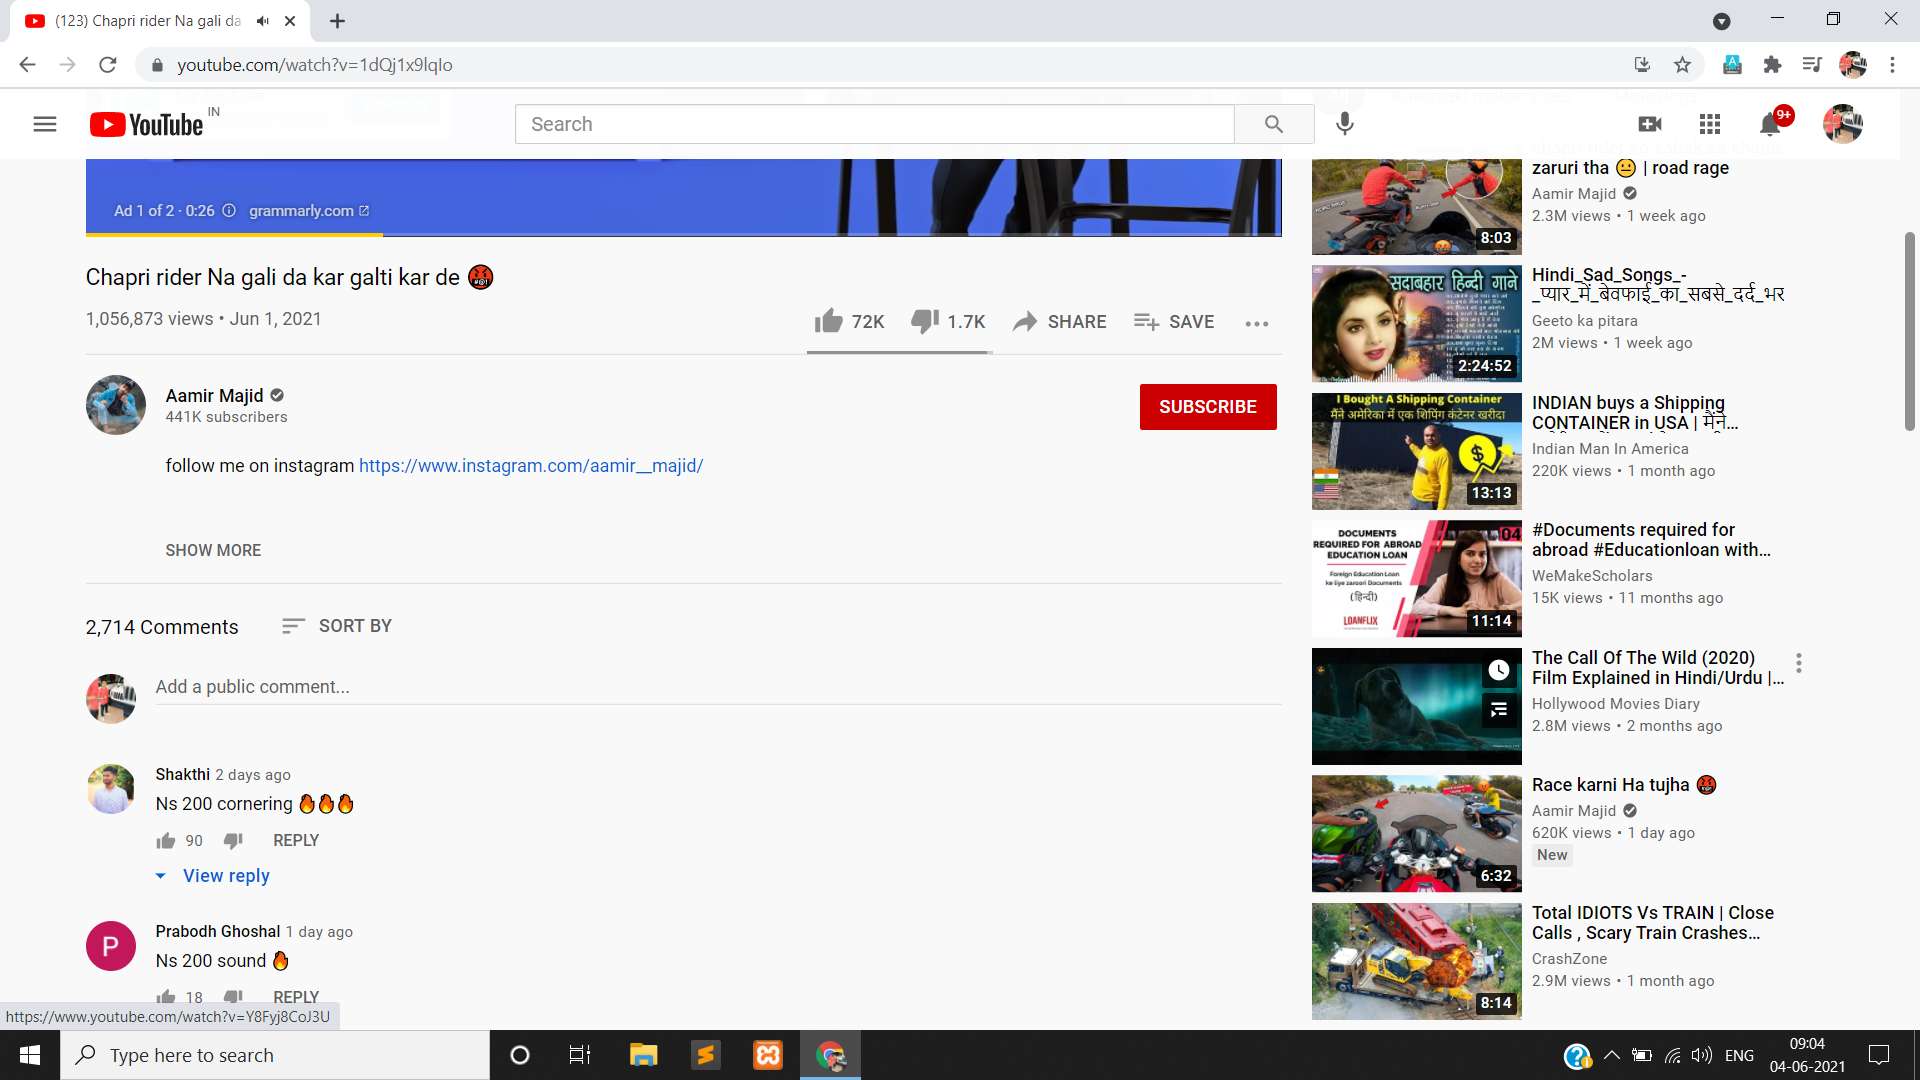 (123) Chapri rider Na gali da
youtube.com/watch?v=1dQj1x9lqIo
YouTube IN
Search
9+
Ad 1 of 2 · 0:26 grammarly.com
Chapri rider Na gali da kar galti kar de
1,056,873 views • Jun 1, 2021
72K 1.7K SHARE SAVE
Aamir Majid
441K subscribers
SUBSCRIBE
follow me on instagram https://www.instagram.com/aamir__majid/
SHOW MORE
2,714 Comments SORT BY
Add a public comment...
Shakthi 2 days ago
Ns 200 cornering 🔥🔥🔥
90 REPLY
View reply
P
Prabodh Ghoshal 1 day ago
Ns 200 sound 🔥
18 REPLY
https://www.youtube.com/watch?v=Y8Fyj8CoJ3U
zaruri tha 😐 | road rage
Aamir Majid
2.3M views • 1 week ago
8:03
सदाबहार हिन्दी गाने
2:24:52
Hindi_Sad_Songs_-
_प्यार_में_बेवफाई_का_सबसे_दर्द_भर
Geeto ka pitara
2M views • 1 week ago
I Bought A Shipping Container
मैंने अमेरिका में एक शिपिंग कंटेनर खरीदा
$
13:13
INDIAN buys a Shipping
CONTAINER in USA | मैंने...
Indian Man In America
220K views • 1 month ago
DOCUMENTS
REQUIRED FOR ABROAD
EDUCATION LOAN
Foreign Education Loan
ke liye zaroori Documents
(हिन्दी)
LOANFLIX
04
11:14
#Documents required for
abroad #Educationloan with...
WeMakeScholars
15K views • 11 months ago
The Call Of The Wild (2020)
Film Explained in Hindi/Urdu |...
Hollywood Movies Diary
2.8M views • 2 months ago
6:32
Race karni Ha tujha
Aamir Majid
620K views • 1 day ago
New
8:14
Total IDIOTS Vs TRAIN | Close
Calls , Scary Train Crashes...
CrashZone
2.9M views • 1 month ago
Type here to search
ENG
09:04
04-06-2021